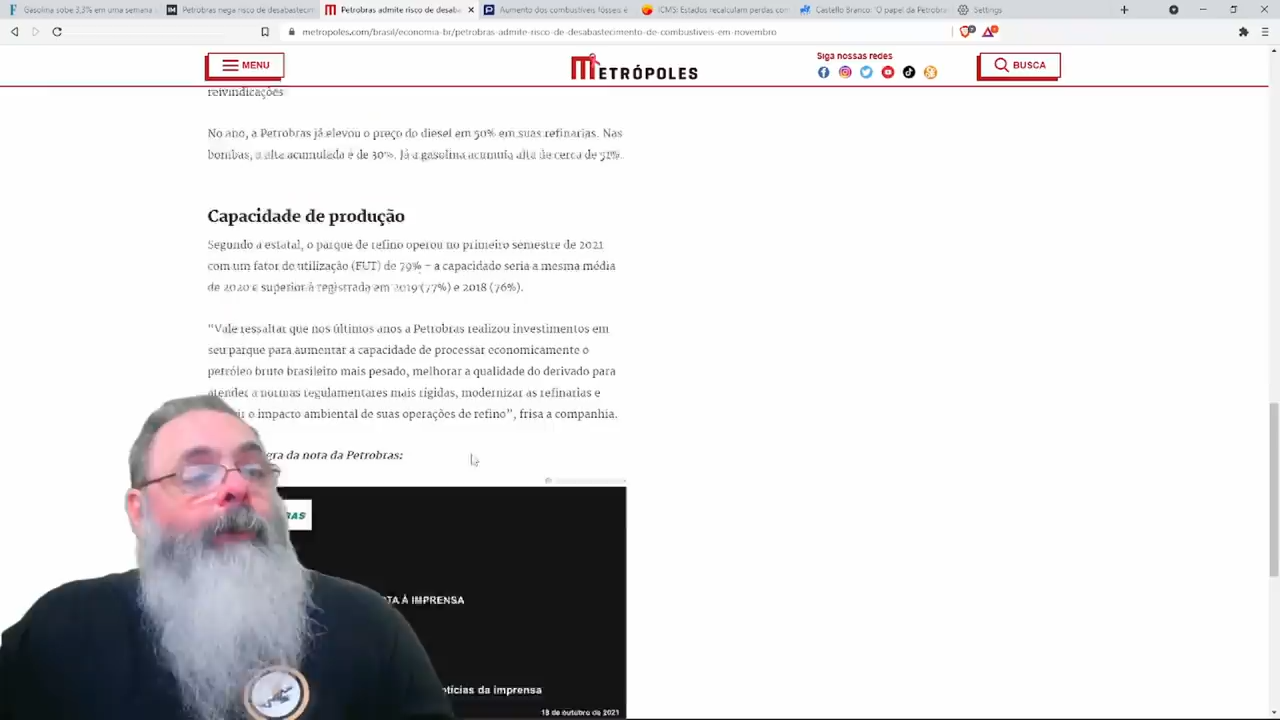 Gasolina sobe 3,3% em uma semana
Petrobras nega risco de desabastecim
Petrobras admite risco de desaba
Aumento dos combustíveis fósseis é
ICMS: Estados recalculam perdas com
Castello Branco: 'O papel da Petrobra
Settings
metropoles.com/brasil/economia-br/petrobras-admite-risco-de-desabastecimento-de-combustiveis-em-novembro
MENU
METRÓPOLES
Siga nossas redes
BUSCA
reivindicações
No ano, a Petrobras já elevou o preço do diesel em 50% em suas refinarias. Nas
bombas, a alta acumulada é de 30%. Já a gasolina acumula alta de cerca de 51%.
Capacidade de produção
Segundo a estatal, o parque de refino operou no primeiro semestre de 2021
com um fator de utilização (FUT) de 79% – a capacidade seria a mesma média
de 2020 e superior à registrada em 2019 (77%) e 2018 (76%).
"Vale ressaltar que nos últimos anos a Petrobras realizou investimentos em
seu parque para aumentar a capacidade de processar economicamente o
petróleo bruto brasileiro mais pesado, melhorar a qualidade do derivado para
atender a normas regulamentares mais rígidas, modernizar as refinarias e
o impacto ambiental de suas operações de refino", frisa a companhia.
gra da nota da Petrobras:
RAS
TA À IMPRENSA
tícias da imprensa
18 de outubro de 2021